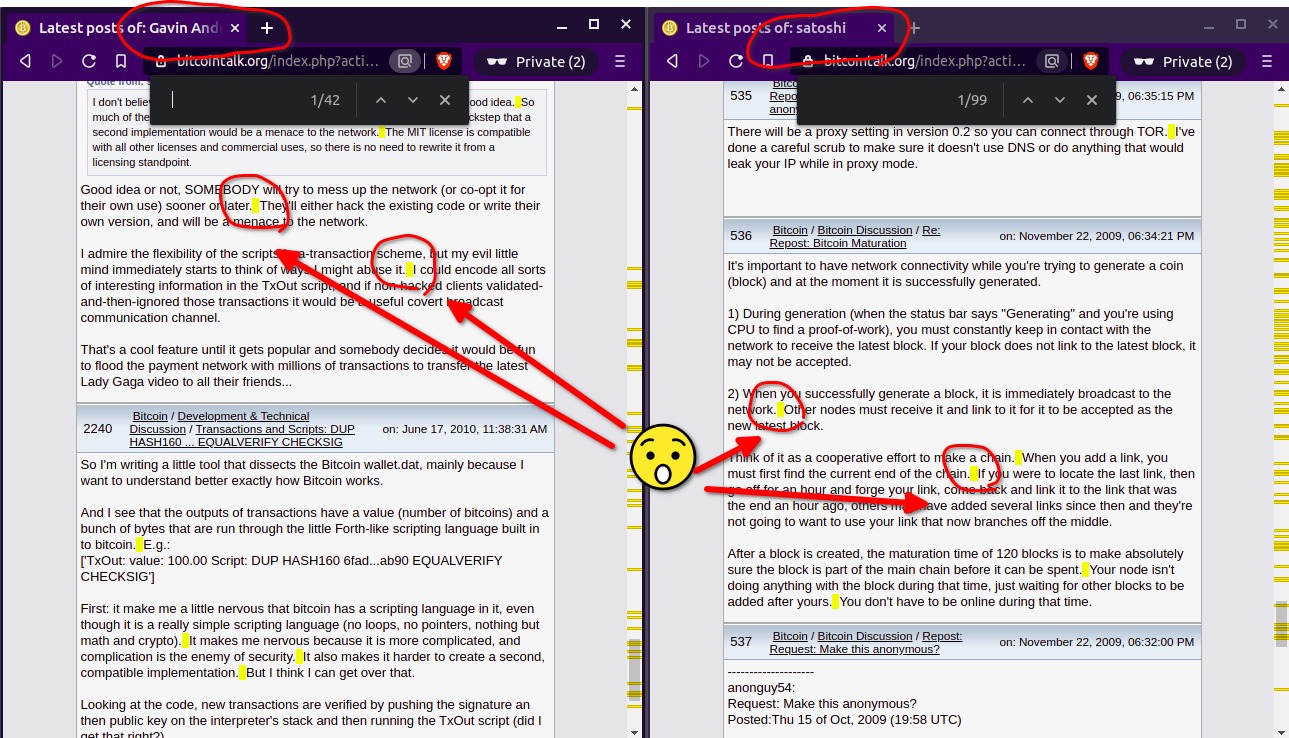 Latest posts of: Gavin And
bitcointalk.org/index.php?acti...
Private (2)
1/42
Quote from: s
I don't belie
ood idea. So
much of the
ckstep that a
second implementation would be a menace to the network. The MIT license is compatible
with all other licenses and commercial uses, so there is no need to rewrite it from a
licensing standpoint.
Good idea or not, SOMEBODY will try to mess up the network (or co-opt it for
their own use) sooner or later. They'll either hack the existing code or write their
own version, and will be a menace to the network.
I admire the flexibility of the scripts-in-a-transaction scheme, but my evil little
mind immediately starts to think of ways I might abuse it. I could encode all sorts
of interesting information in the TxOut script, and if non-hacked clients validated-
and-then-ignored those transactions it would be a useful covert broadcast
communication channel.
That's a cool feature until it gets popular and somebody decides it would be fun
to flood the payment network with millions of transactions to transfer the latest
Lady Gaga video to all their friends...
2240
Bitcoin / Development & Technical
Discussion / Transactions and Scripts: DUP
HASH160 ... EQUALVERIFY CHECKSIG
on: June 17, 2010, 11:38:31 AM
So I'm writing a little tool that dissects the Bitcoin wallet.dat, mainly because I
want to understand better exactly how Bitcoin works.
And I see that the outputs of transactions have a value (number of bitcoins) and a
bunch of bytes that are run through the little Forth-like scripting language built in
to bitcoin. E.g.:
['TxOut: value: 100.00 Script: DUP HASH160 6fad...ab90 EQUALVERIFY
CHECKSIG']
First: it make me a little nervous that bitcoin has a scripting language in it, even
though it is a really simple scripting language (no loops, no pointers, nothing but
math and crypto). It makes me nervous because it is more complicated, and
complication is the enemy of security. It also makes it harder to create a second,
compatible implementation. But I think I can get over that.
Looking at the code, new transactions are verified by pushing the signature an
then public key on the interpreter's stack and then running the TxOut script (did I
get that right?)
Latest posts of: satoshi
bitcointalk.org/index.php?acti...
Private (2)
1/99
535
Bitco
Repo
anon
9, 06:35:15 PM
There will be a proxy setting in version 0.2 so you can connect through TOR. I've
done a careful scrub to make sure it doesn't use DNS or do anything that would
leak your IP while in proxy mode.
536
Bitcoin / Bitcoin Discussion / Re:
Repost: Bitcoin Maturation
on: November 22, 2009, 06:34:21 PM
It's important to have network connectivity while you're trying to generate a coin
(block) and at the moment it is successfully generated.
1) During generation (when the status bar says "Generating" and you're using
CPU to find a proof-of-work), you must constantly keep in contact with the
network to receive the latest block. If your block does not link to the latest block, it
may not be accepted.
2) When you successfully generate a block, it is immediately broadcast to the
network. Other nodes must receive it and link to it for it to be accepted as the
new latest block.
Think of it as a cooperative effort to make a chain. When you add a link, you
must first find the current end of the chain. If you were to locate the last link, then
go off for an hour and forge your link, come back and link it to the link that was
the end an hour ago, others may have added several links since then and they're
not going to want to use your link that now branches off the middle.
After a block is created, the maturation time of 120 blocks is to make absolutely
sure the block is part of the main chain before it can be spent. Your node isn't
doing anything with the block during that time, just waiting for other blocks to be
added after yours. You don't have to be online during that time.
537
Bitcoin / Bitcoin Discussion / Repost:
Request: Make this anonymous?
on: November 22, 2009, 06:32:00 PM
--------------------
anonguy54:
Request: Make this anonymous?
Posted:Thu 15 of Oct, 2009 (19:58 UTC)